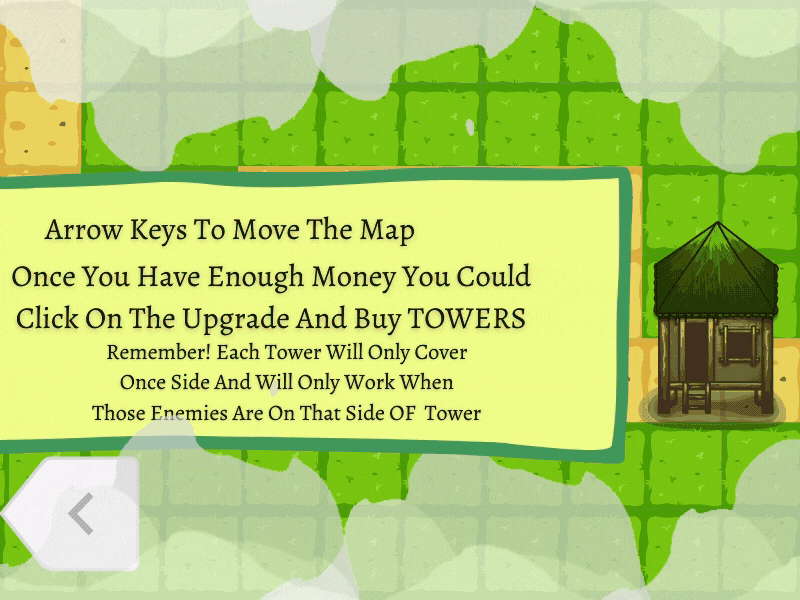 Arrow Keys To Move The Map
Once You Have Enough Money You Could
Click On The Upgrade And Buy TOWERS
Remember! Each Tower Will Only Cover
Once Side And Will Only Work When
Those Enemies Are On That Side OF Tower